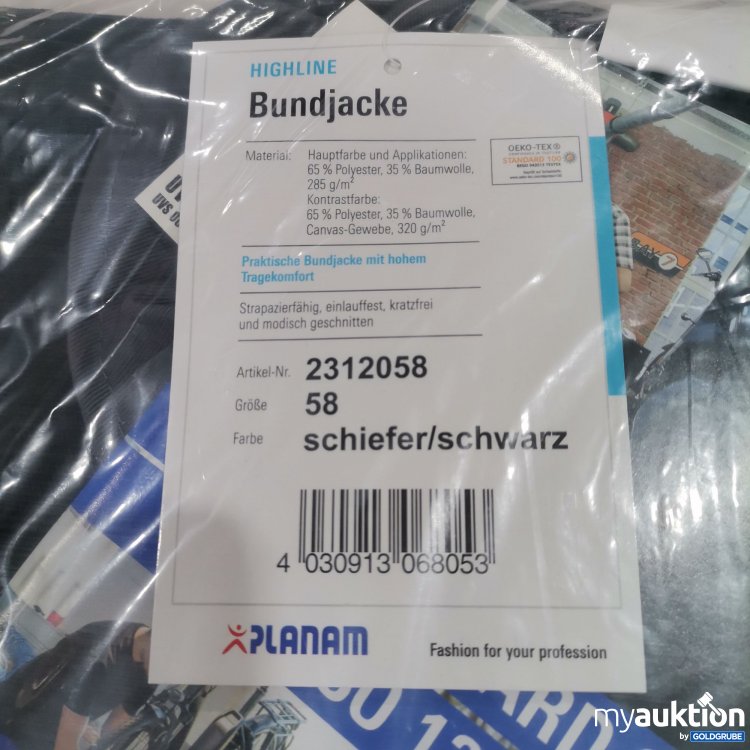 HIGHLINE
Bundjacke
Material: Hauptfarbe und Applikationen:
65 % Polyester, 35 % Baumwolle,
285 g/m²
Kontrastfarbe:
65 % Polyester, 35 % Baumwolle,
Canvas-Gewebe, 320 g/m²
OEKO-TEX®
STANDARD 100
Praktische Bundjacke mit hohem
Tragekomfort
Strapazierfähig, einlauffest, kratzfrei
und modisch geschnitten
Artikel-Nr. 2312058
Größe 58
Farbe schiefer/schwarz
4 030913 068053
PLANAM
Fashion for your profession
myauktion
by GOLDGRUBE